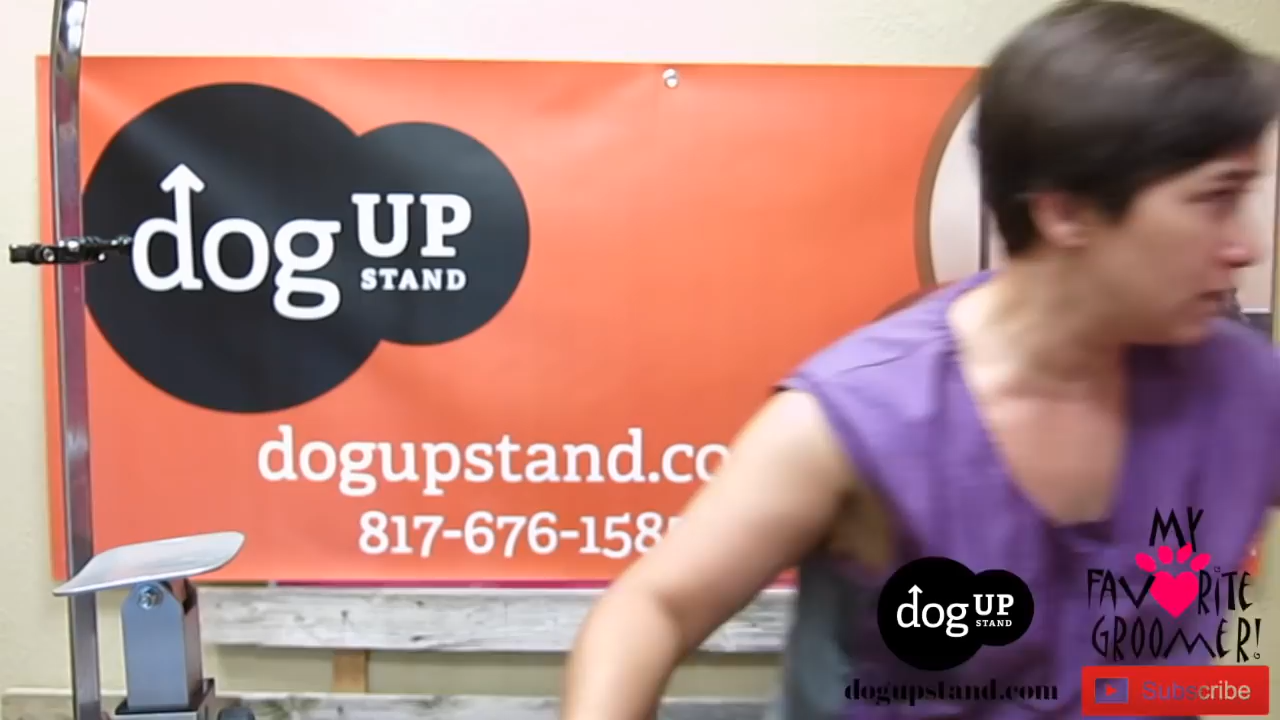 dog UP
STAND
dogupstand.co
817-676-158
dog UP
STAND
dogupstand.com
MY
FAVORITE
GROOMER!
Subscribe